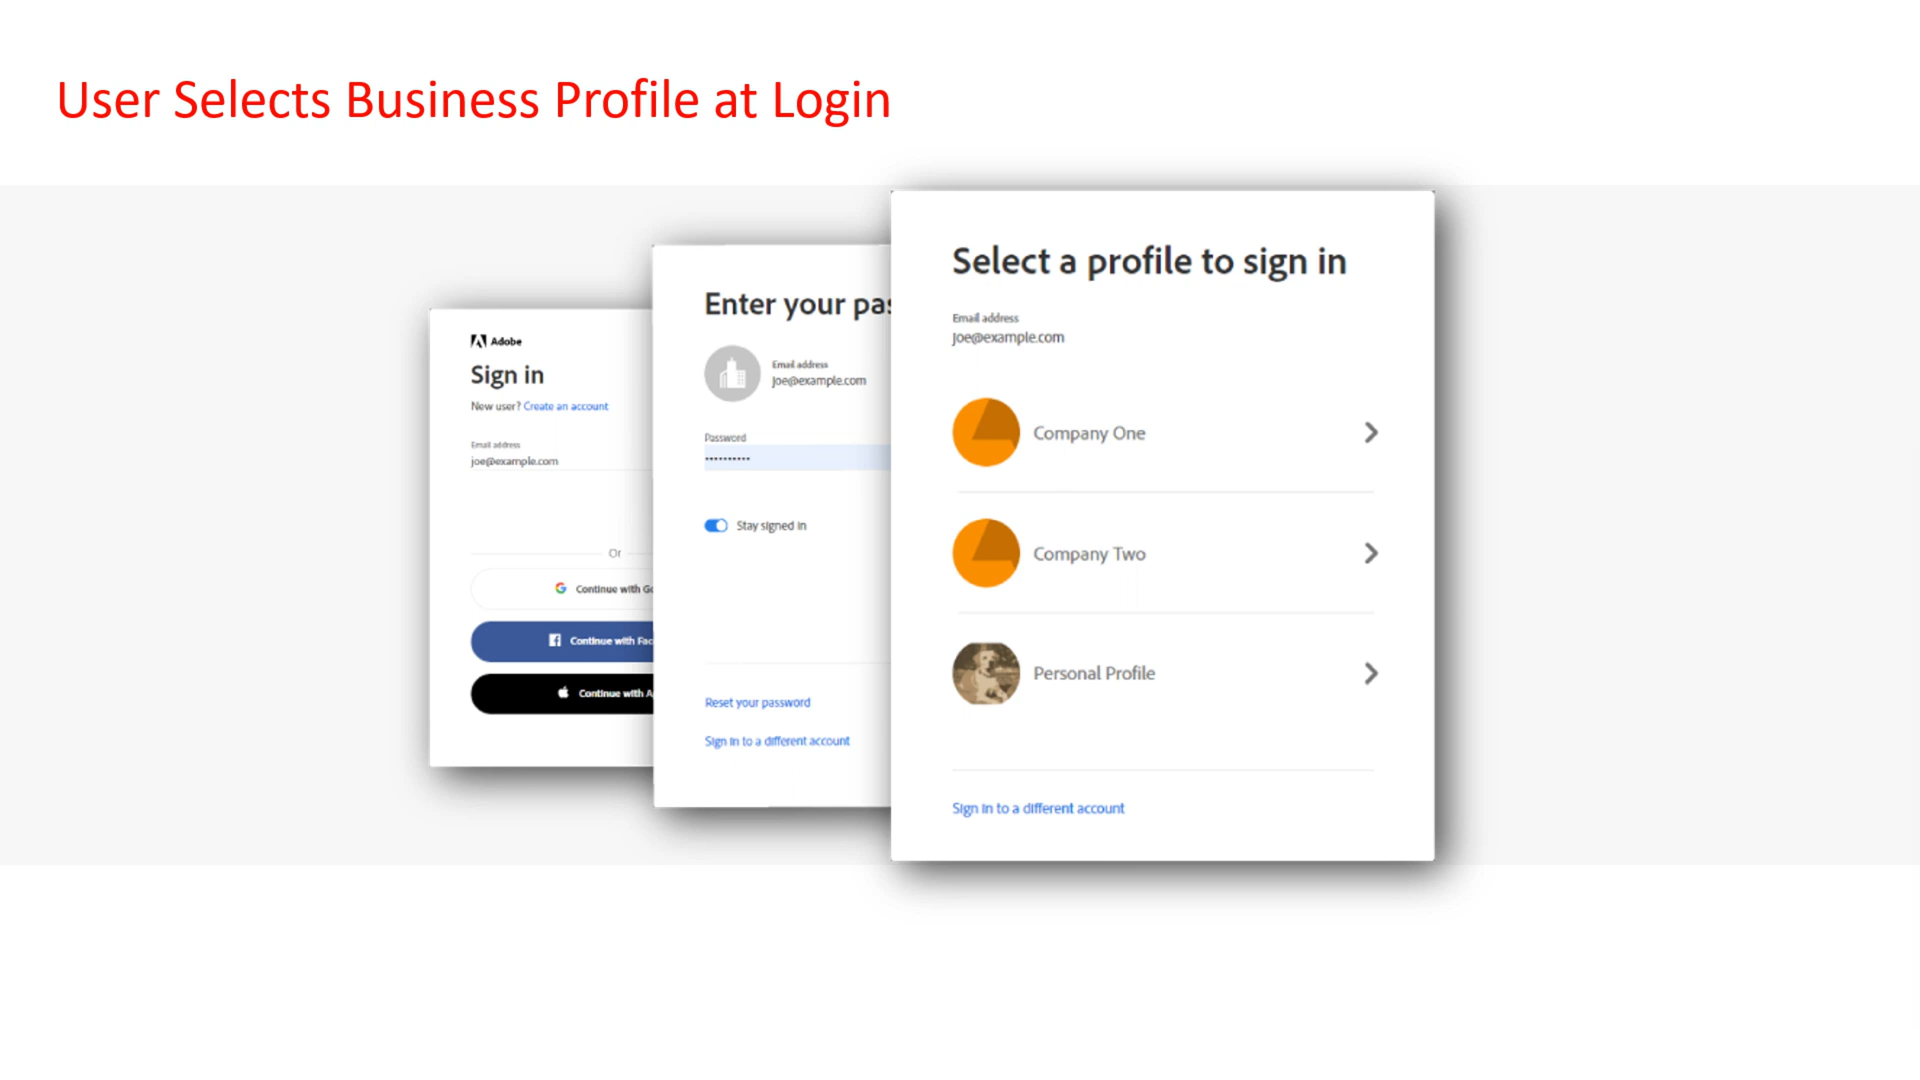 User Selects Business Profile at Login
Adobe
Sign in
New user? Create an account
Email address
joe@example.com
Or
Continue with
Continue with
Continue with
Enter your
Email address
joe@example.com
Password
••••••••••
Stay signed in
Reset your password
Sign in to a different account
Select a profile to sign in
Email address
joe@example.com
Company One
Company Two
Personal Profile
Sign in to a different account